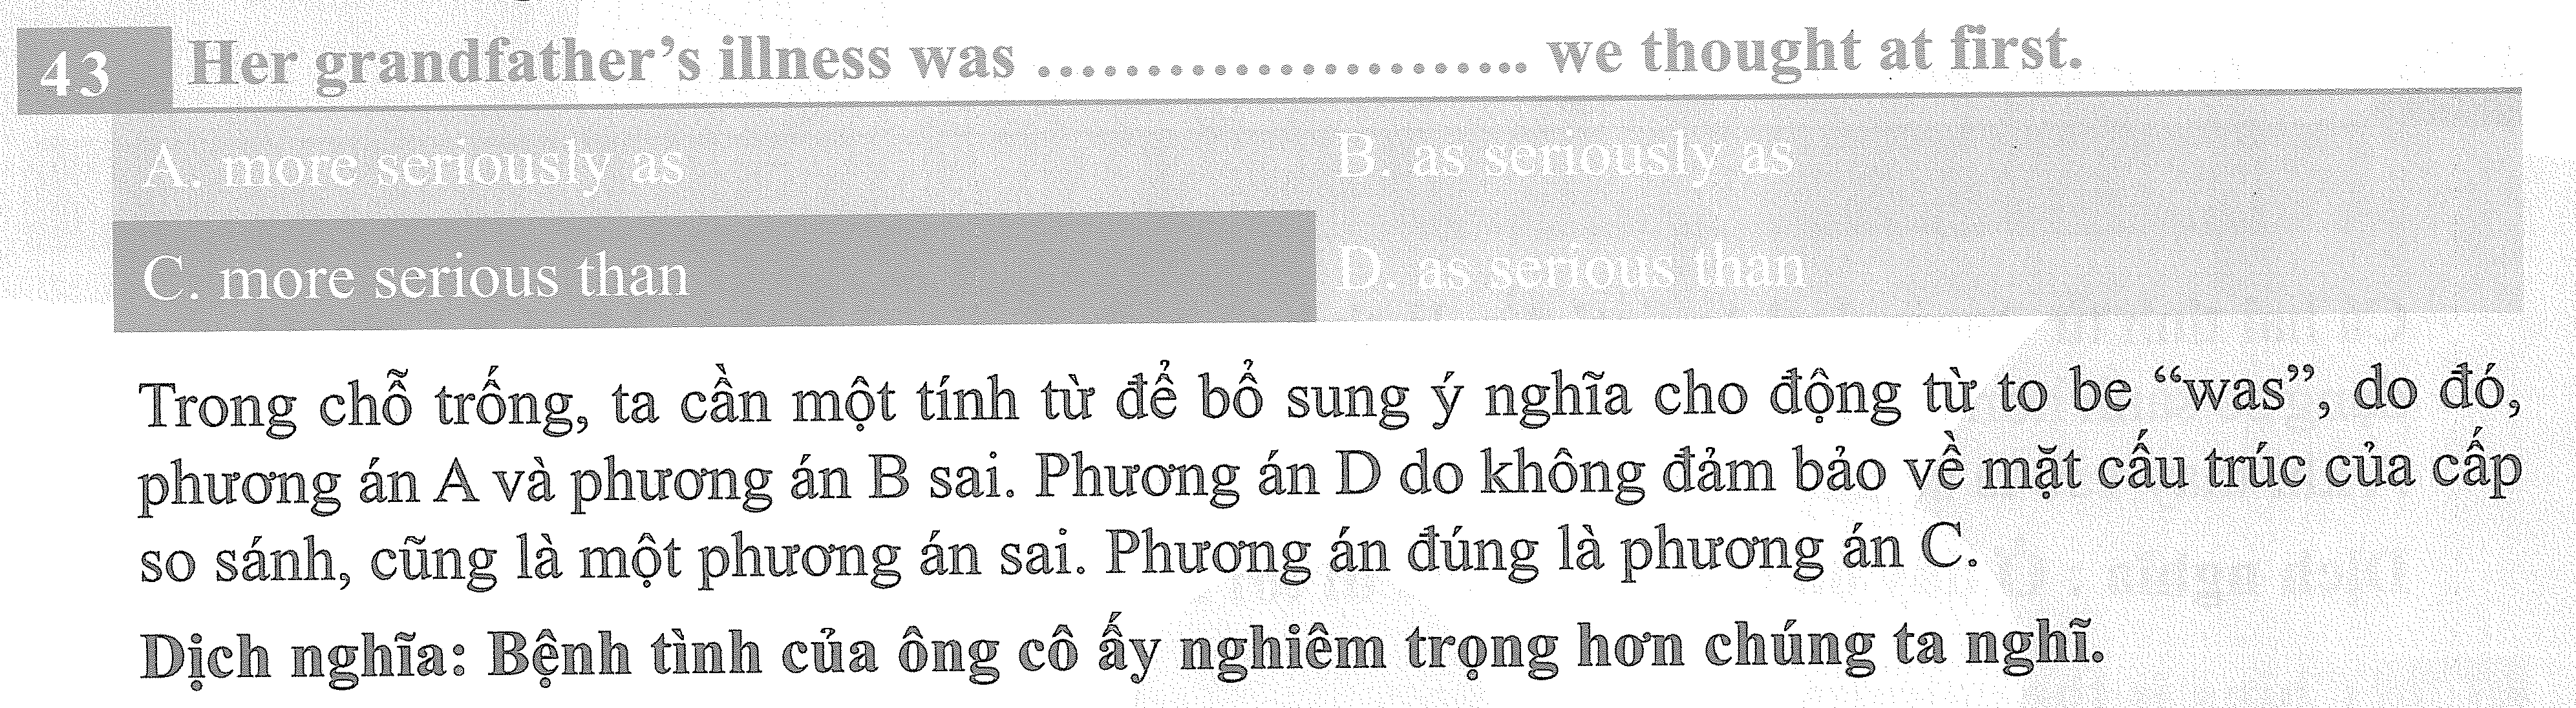 43 Her grandfather's illness was ........................ we thought at first.
A. more seriously as
B. as seriously as
C. more serious than
D. as serious than
Trong chỗ trống, ta cần một tính từ để bổ sung ý nghĩa cho động từ to be “was”, do đó,
phương án A và phương án B sai. Phương án D do không đảm bảo về mặt cấu trúc của cấp
so sánh, cũng là một phương án sai. Phương án đúng là phương án C.
Dịch nghĩa: Bệnh tình của ông cô ấy nghiêm trọng hơn chúng ta nghĩ.